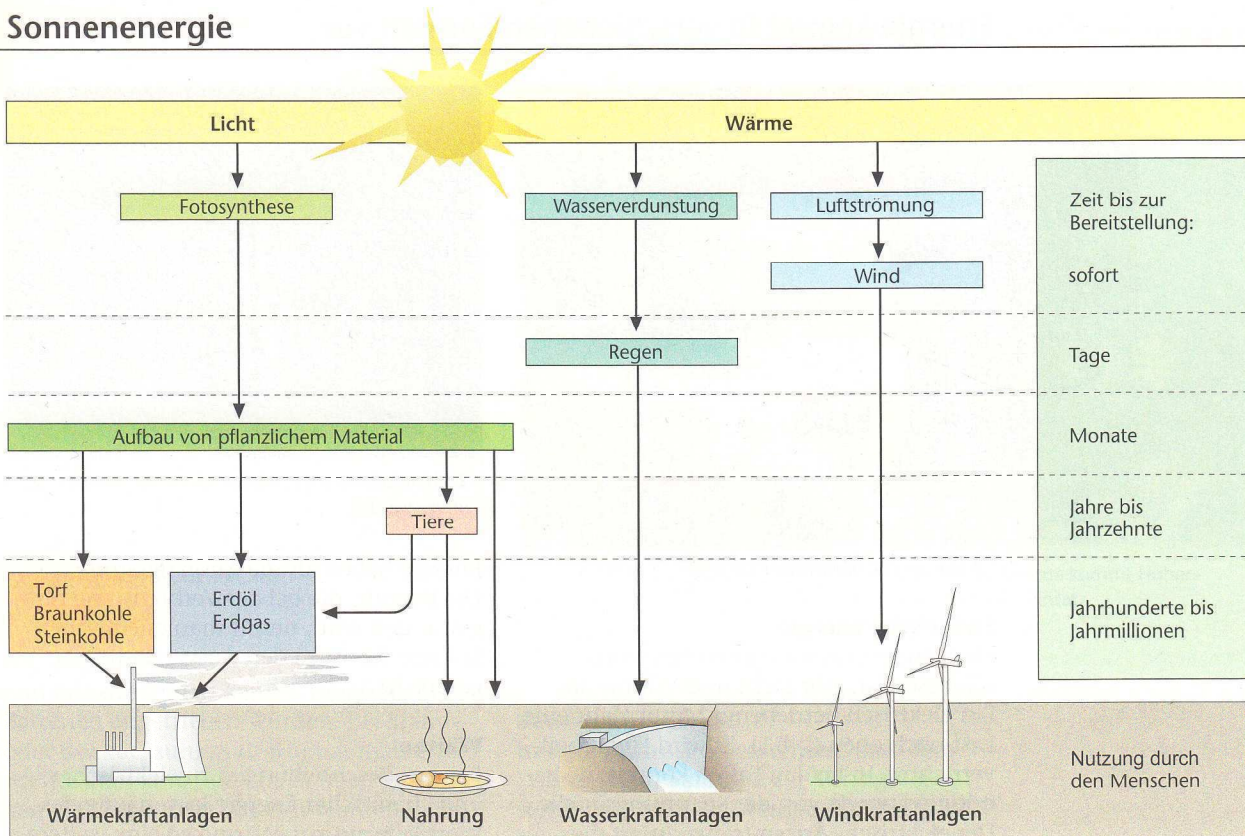 Sonnenenergie
Licht
Wärme
Fotosynthese
Wasserverdunstung
Luftströmung
Zeit bis zur
Bereitstellung:
Wind
sofort
Regen
Tage
Aufbau von pflanzlichem Material
Monate
Tiere
Jahre bis
Jahrzehnte
Torf
Braunkohle
Steinkohle
Erdöl
Erdgas
Jahrhunderte bis
Jahrmillionen
Nutzung durch
den Menschen
Wärmekraftanlagen
Nahrung
Wasserkraftanlagen
Windkraftanlagen